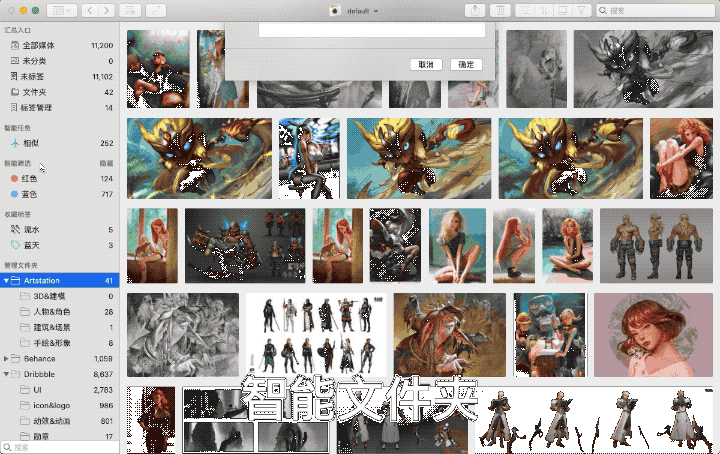 default
搜索
汇总入口
全部媒体 11,200
未分类 0
未标签 11,102
文件夹 42
标签管理 14
智能任务
相似 252
智能筛选 隐藏
红色 124
蓝色 717
收藏标签
流水 5
蓝天 3
管理文件夹
Artstation 41
3D&建模 0
人物&角色 28
建筑&场景 1
手绘&形象 8
Behance 1,059
Dribbble 8,637
UI 2,783
icon&logo 986
动效&动画 801
勋章 17
搜索
取消 确定
智能文件夹